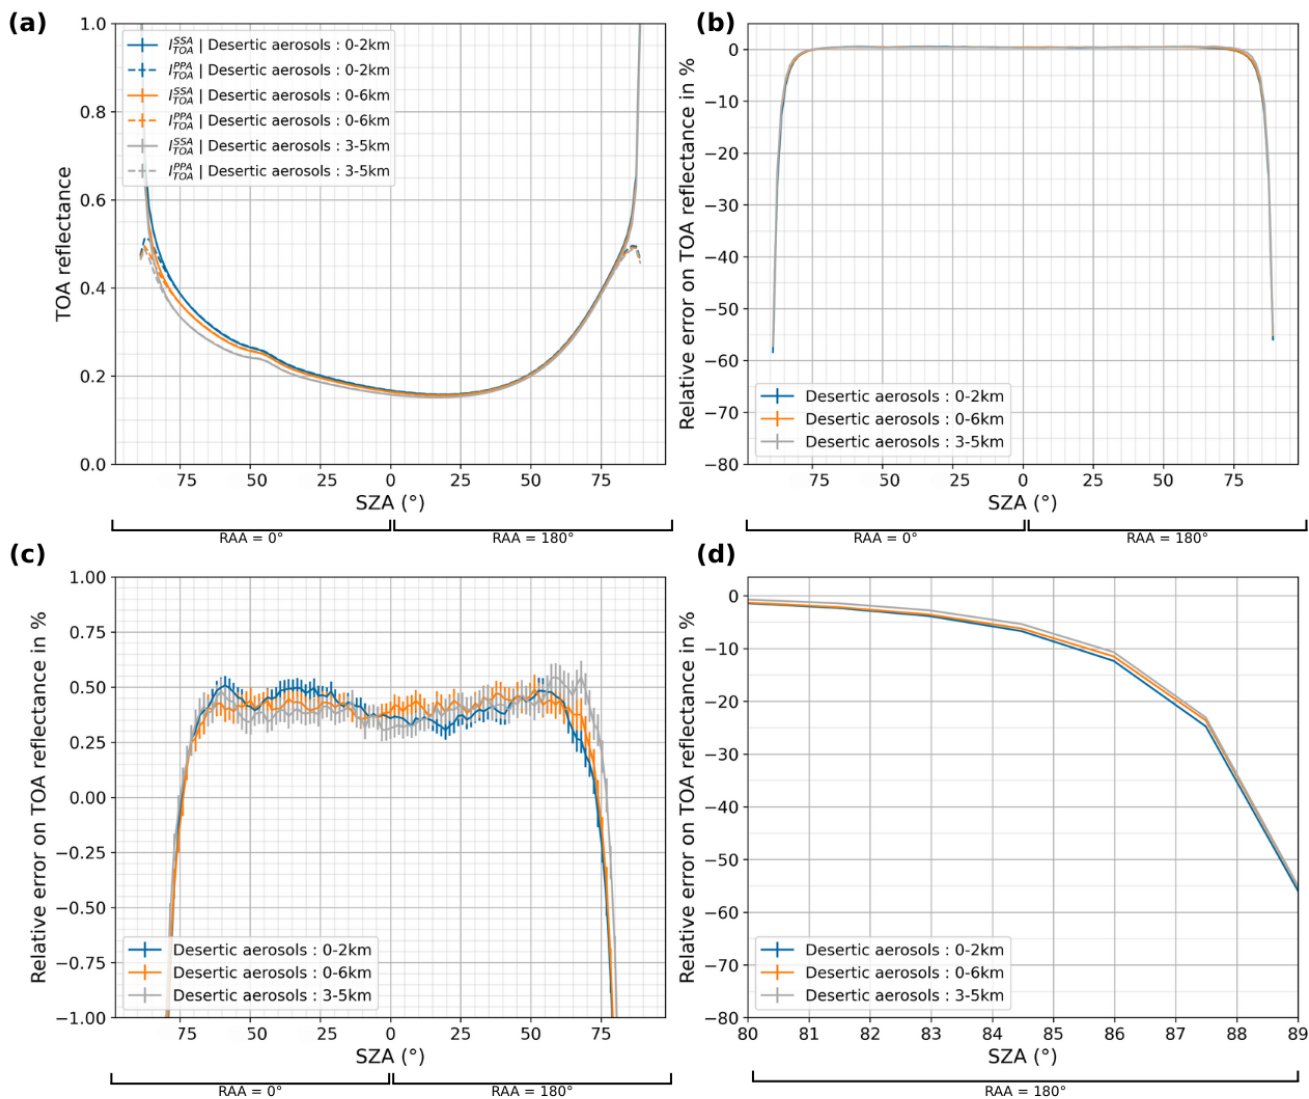 (a)
TOA reflectance
1.0
0.8
0.6
0.4
0.2
0.0
I^{SSA}_{TOA} | Desertic aerosols : 0-2km
I^{PPA}_{TOA} | Desertic aerosols : 0-2km
I^{SSA}_{TOA} | Desertic aerosols : 0-6km
I^{PPA}_{TOA} | Desertic aerosols : 0-6km
I^{SSA}_{TOA} | Desertic aerosols : 3-5km
I^{PPA}_{TOA} | Desertic aerosols : 3-5km
75 50 25 0 25 50 75
SZA (°)
RAA = 0° RAA = 180°
(b)
Relative error on TOA reflectance in %
0
−10
−20
−30
−40
−50
−60
−70
−80
Desertic aerosols : 0-2km
Desertic aerosols : 0-6km
Desertic aerosols : 3-5km
75 50 25 0 25 50 75
SZA (°)
RAA = 0° RAA = 180°
(c)
Relative error on TOA reflectance in %
1.00
0.75
0.50
0.25
0.00
−0.25
−0.50
−0.75
−1.00
Desertic aerosols : 0-2km
Desertic aerosols : 0-6km
Desertic aerosols : 3-5km
75 50 25 0 25 50 75
SZA (°)
RAA = 0° RAA = 180°
(d)
Relative error on TOA reflectance in %
0
−10
−20
−30
−40
−50
−60
−70
−80
Desertic aerosols : 0-2km
Desertic aerosols : 0-6km
Desertic aerosols : 3-5km
80 81 82 83 84 85 86 87 88 89
SZA (°)
RAA = 180°